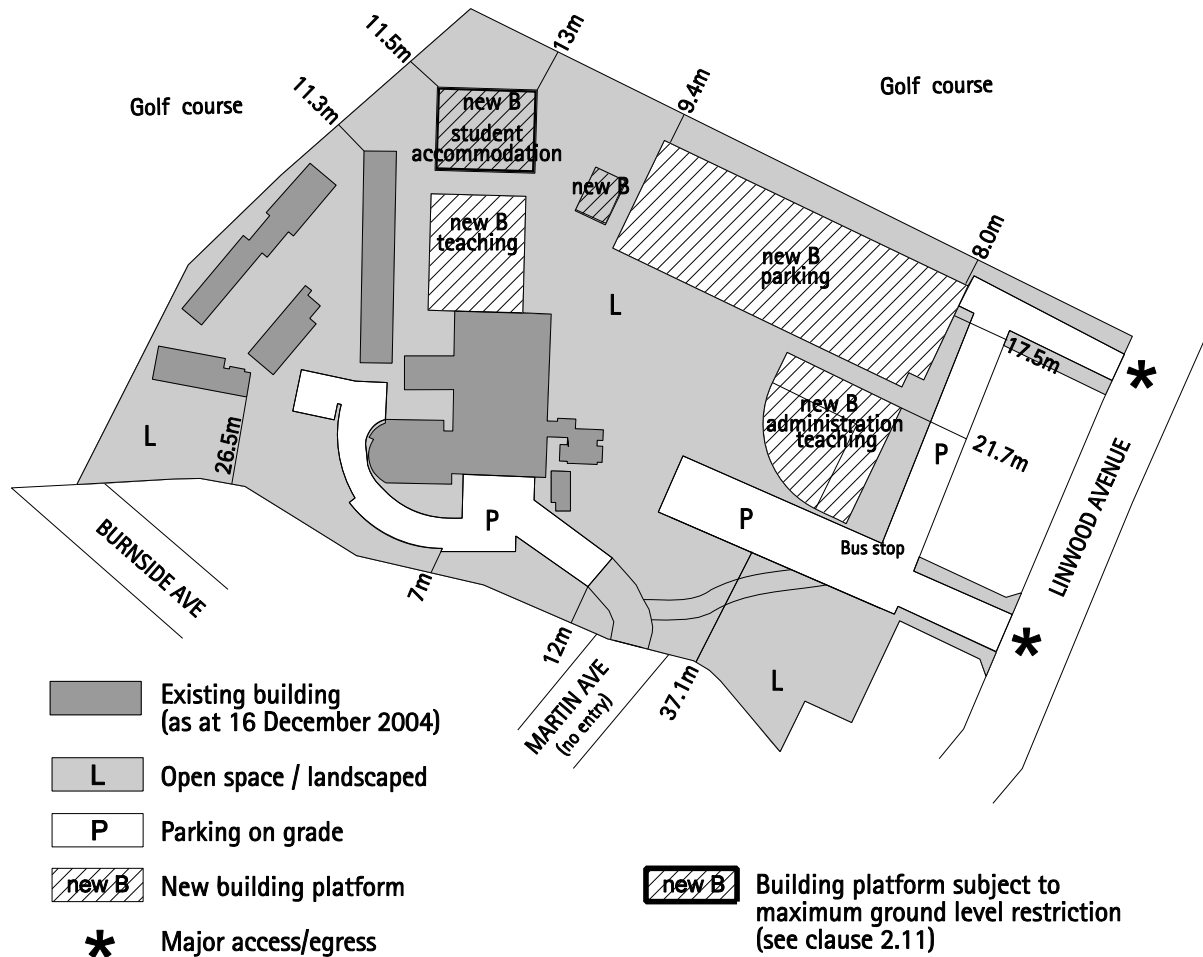 11.5m
13m
Golf course
11.3m
9.4m
Golf course
new B
student
accommodation
new B
new B
teaching
new B
parking
8.0m
L
17.5m
*
new B
administration
teaching
P
21.7m
L
26.5m
P
P
Bus stop
LINWOOD AVENUE
BURNSIDE AVE
7m
12m
*
MARTIN AVE
(no entry)
37.1m
L
Existing building
(as at 16 December 2004)
L Open space / landscaped
P Parking on grade
new B New building platform
* Major access/egress
new B Building platform subject to
maximum ground level restriction
(see clause 2.11)